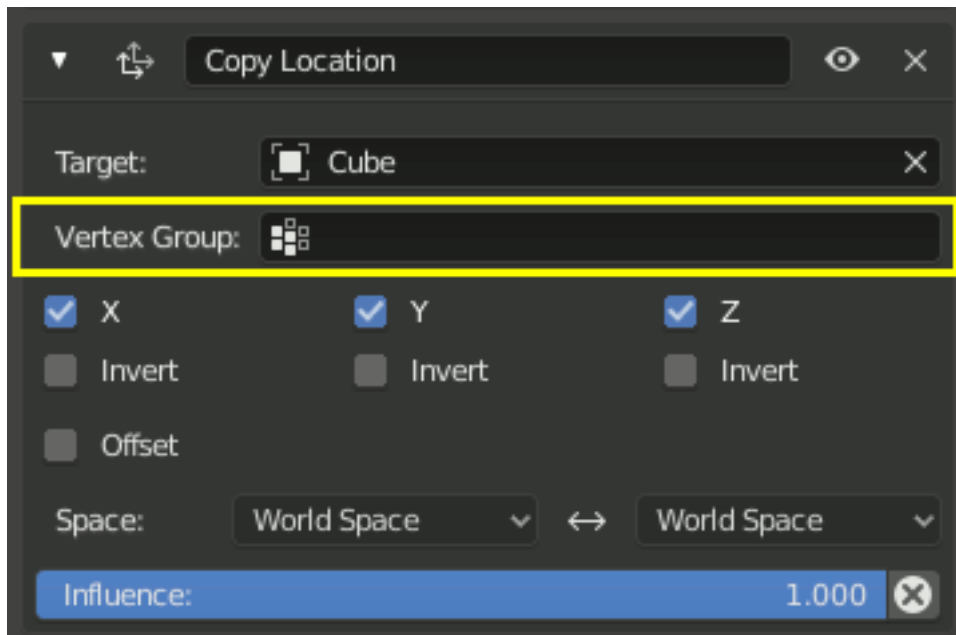 Copy Location
Target: Cube
Vertex Group:
X Y Z
Invert Invert Invert
Offset
Space: World Space World Space
Influence: 1.000